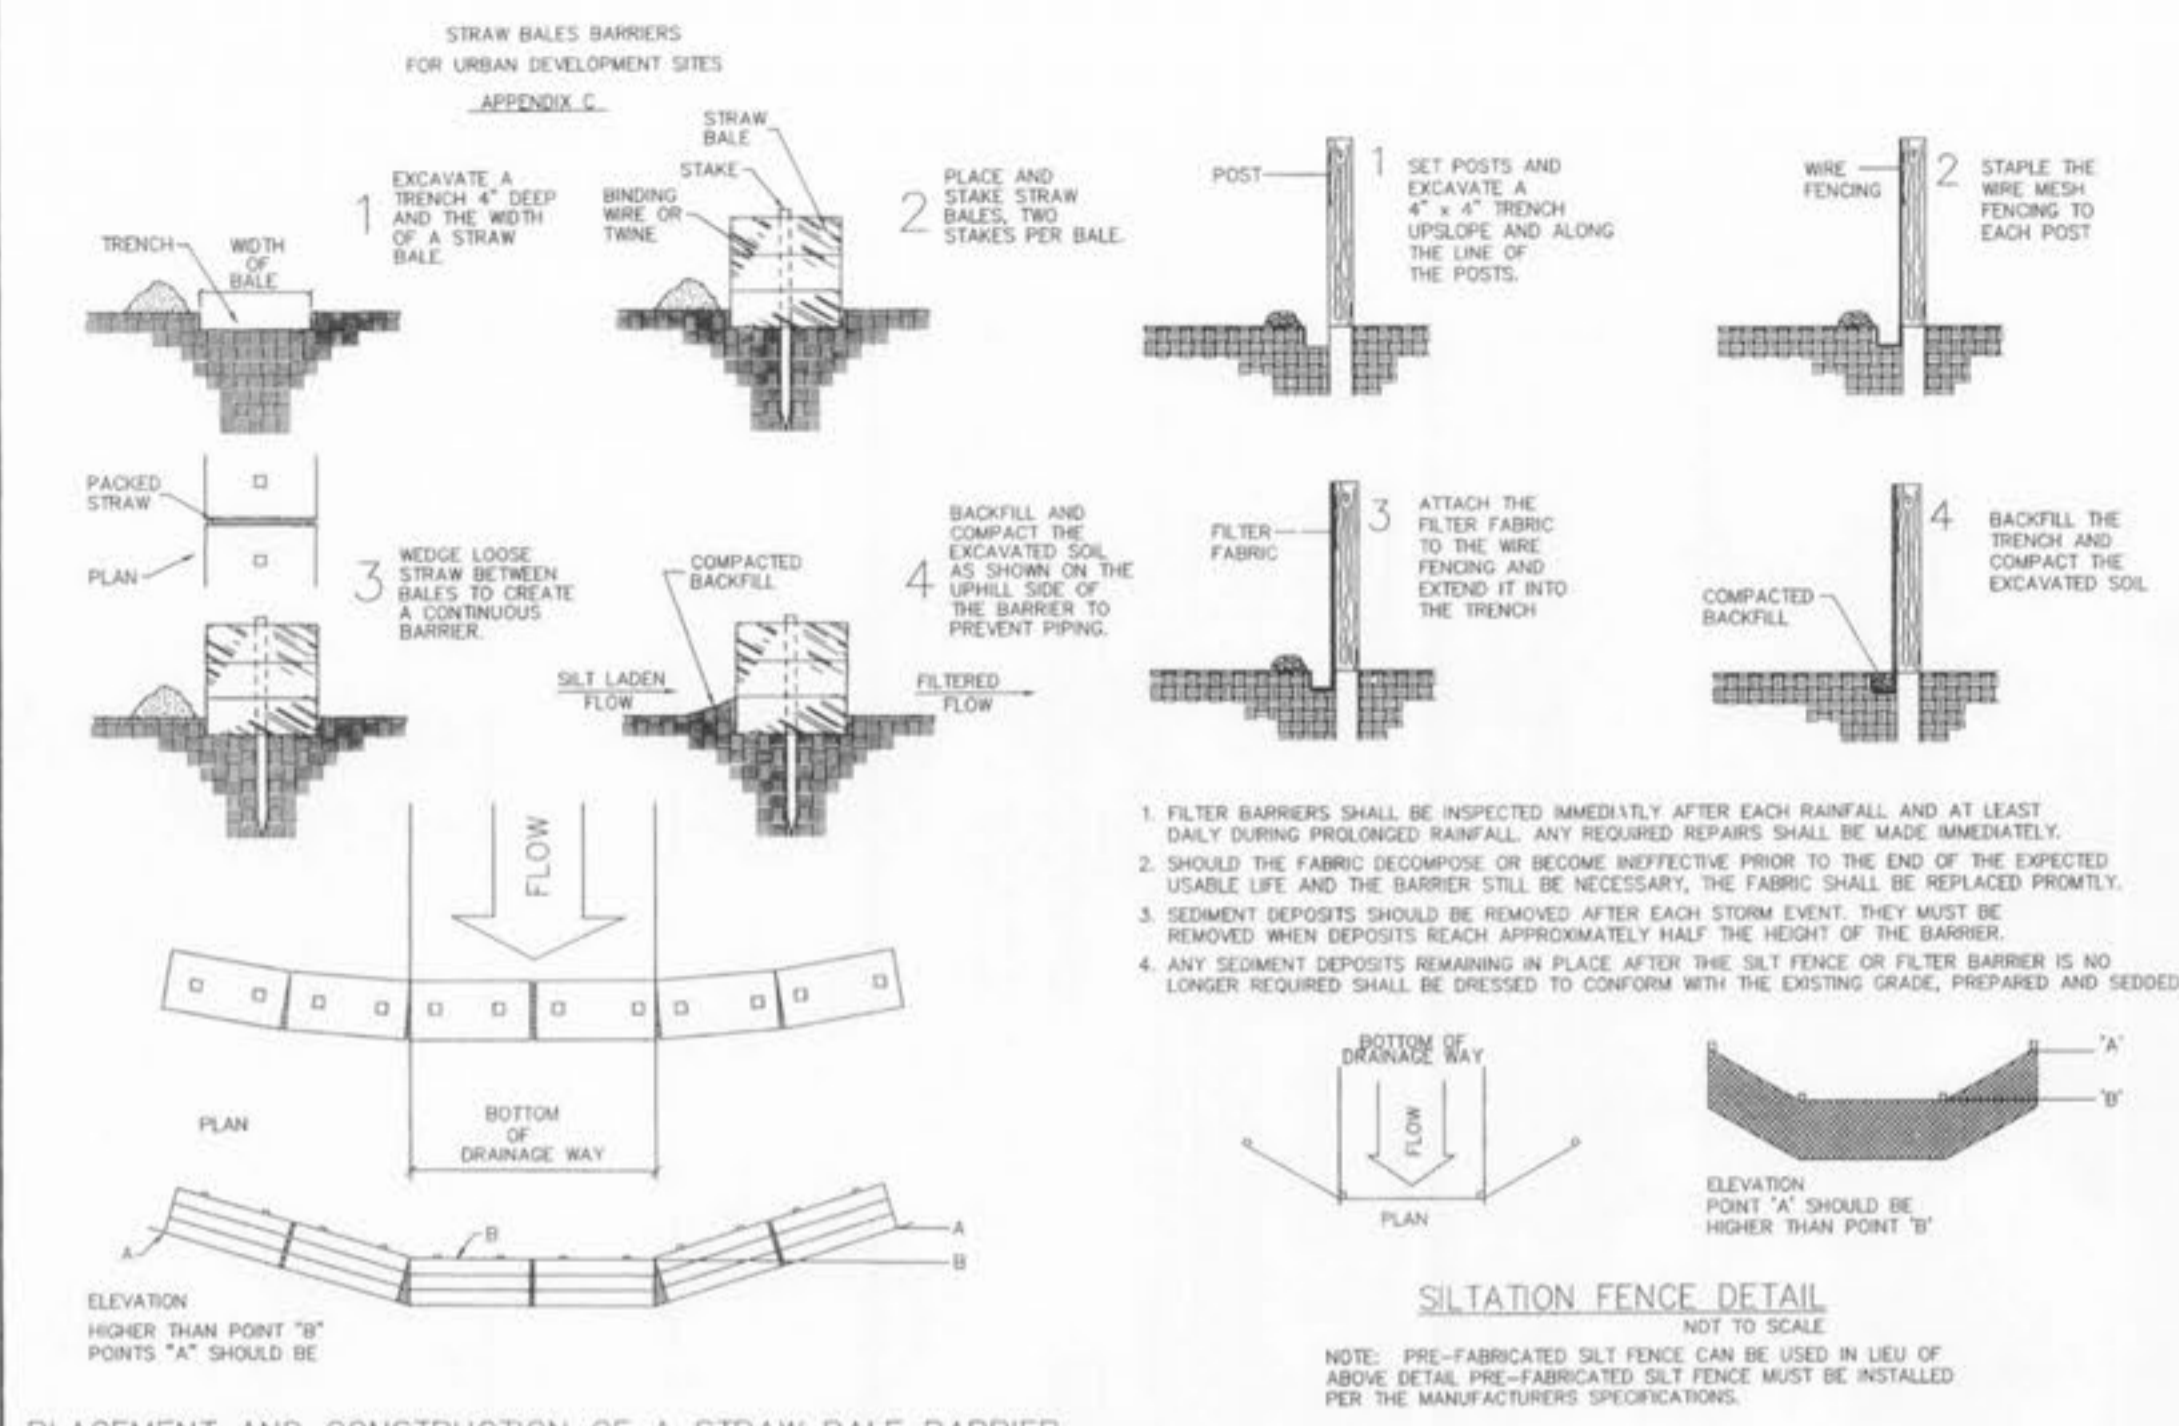 STRAW BALES BARRIERS
FOR URBAN DEVELOPMENT SITES
APPENDIX C
1
EXCAVATE A
TRENCH 4" DEEP
AND THE WIDTH
OF A STRAW
BALE.
TRENCH
WIDTH
OF
BALE
STRAW
BALE
STAKE
BINDING
WIRE OR
TWINE
2
PLACE AND
STAKE STRAW
BALES, TWO
STAKES PER BALE.
PACKED
STRAW
PLAN
3
WEDGE LOOSE
STRAW BETWEEN
BALES TO CREATE
A CONTINUOUS
BARRIER.
COMPACTED
BACKFILL
4
BACKFILL AND
COMPACT THE
EXCAVATED SOIL
AS SHOWN ON THE
UPHILL SIDE OF
THE BARRIER TO
PREVENT PIPING.
SILT LADEN
FLOW
FILTERED
FLOW
FLOW
PLAN
BOTTOM
OF
DRAINAGE WAY
A
B
A
B
ELEVATION
HIGHER THAN POINT "B"
POINTS "A" SHOULD BE
PLACEMENT AND CONSTRUCTION OF A STRAW BALE BARRIER
POST
1
SET POSTS AND
EXCAVATE A
4" x 4" TRENCH
UPSLOPE AND ALONG
THE LINE OF
THE POSTS.
WIRE
FENCING
2
STAPLE THE
WIRE MESH
FENCING TO
EACH POST
FILTER
FABRIC
3
ATTACH THE
FILTER FABRIC
TO THE WIRE
FENCING AND
EXTEND IT INTO
THE TRENCH
COMPACTED
BACKFILL
4
BACKFILL THE
TRENCH AND
COMPACT THE
EXCAVATED SOIL
1. FILTER BARRIERS SHALL BE INSPECTED IMMEDIATLY AFTER EACH RAINFALL AND AT LEAST
DAILY DURING PROLONGED RAINFALL. ANY REQUIRED REPAIRS SHALL BE MADE IMMEDIATELY.
2. SHOULD THE FABRIC DECOMPOSE OR BECOME INEFFECTIVE PRIOR TO THE END OF THE EXPECTED
USABLE LIFE AND THE BARRIER STILL BE NECESSARY, THE FABRIC SHALL BE REPLACED PROMTLY.
3. SEDIMENT DEPOSITS SHOULD BE REMOVED AFTER EACH STORM EVENT. THEY MUST BE
REMOVED WHEN DEPOSITS REACH APPROXIMATELY HALF THE HEIGHT OF THE BARRIER.
4. ANY SEDIMENT DEPOSITS REMAINING IN PLACE AFTER THIE SILT FENCE OR FILTER BARRIER IS NO
LONGER REQUIRED SHALL BE DRESSED TO CONFORM WITH THE EXISTING GRADE, PREPARED AND SEDDED
BOTTOM OF
DRAINAGE WAY
FLOW
PLAN
'A'
'B'
ELEVATION
POINT 'A' SHOULD BE
HIGHER THAN POINT 'B'
SILTATION FENCE DETAIL
NOT TO SCALE
NOTE: PRE-FABRICATED SILT FENCE CAN BE USED IN LIEU OF
ABOVE DETAIL PRE-FABRICATED SILT FENCE MUST BE INSTALLED
PER THE MANUFACTURERS SPECIFICATIONS.